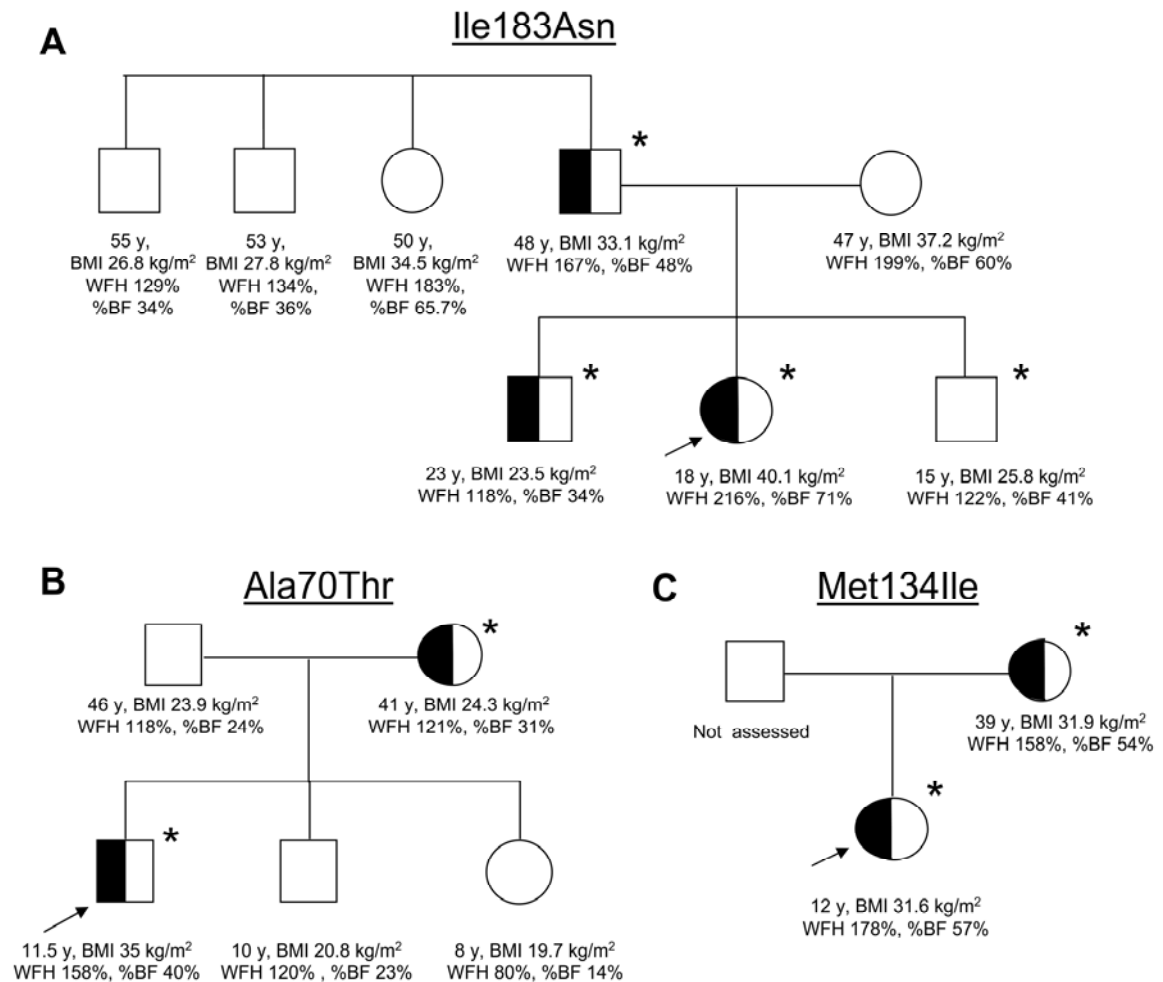 A
Ile183Asn
*
55 y,
BMI 26.8 kg/m²
WFH 129%
%BF 34%
53 y,
BMI 27.8 kg/m²
WFH 134%,
%BF 36%
50 y,
BMI 34.5 kg/m²
WFH 183%,
%BF 65.7%
48 y, BMI 33.1 kg/m²
WFH 167%, %BF 48%
47 y, BMI 37.2 kg/m²
WFH 199%, %BF 60%
*
*
*
23 y, BMI 23.5 kg/m²
WFH 118%, %BF 34%
18 y, BMI 40.1 kg/m²
WFH 216%, %BF 71%
15 y, BMI 25.8 kg/m²
WFH 122%, %BF 41%
B
Ala70Thr
*
46 y, BMI 23.9 kg/m²
WFH 118%, %BF 24%
41 y, BMI 24.3 kg/m²
WFH 121%, %BF 31%
*
11.5 y, BMI 35 kg/m²
WFH 158%, %BF 40%
10 y, BMI 20.8 kg/m²
WFH 120% , %BF 23%
8 y, BMI 19.7 kg/m²
WFH 80%, %BF 14%
C
Met134Ile
*
Not assessed
39 y, BMI 31.9 kg/m²
WFH 158%, %BF 54%
*
12 y, BMI 31.6 kg/m²
WFH 178%, %BF 57%